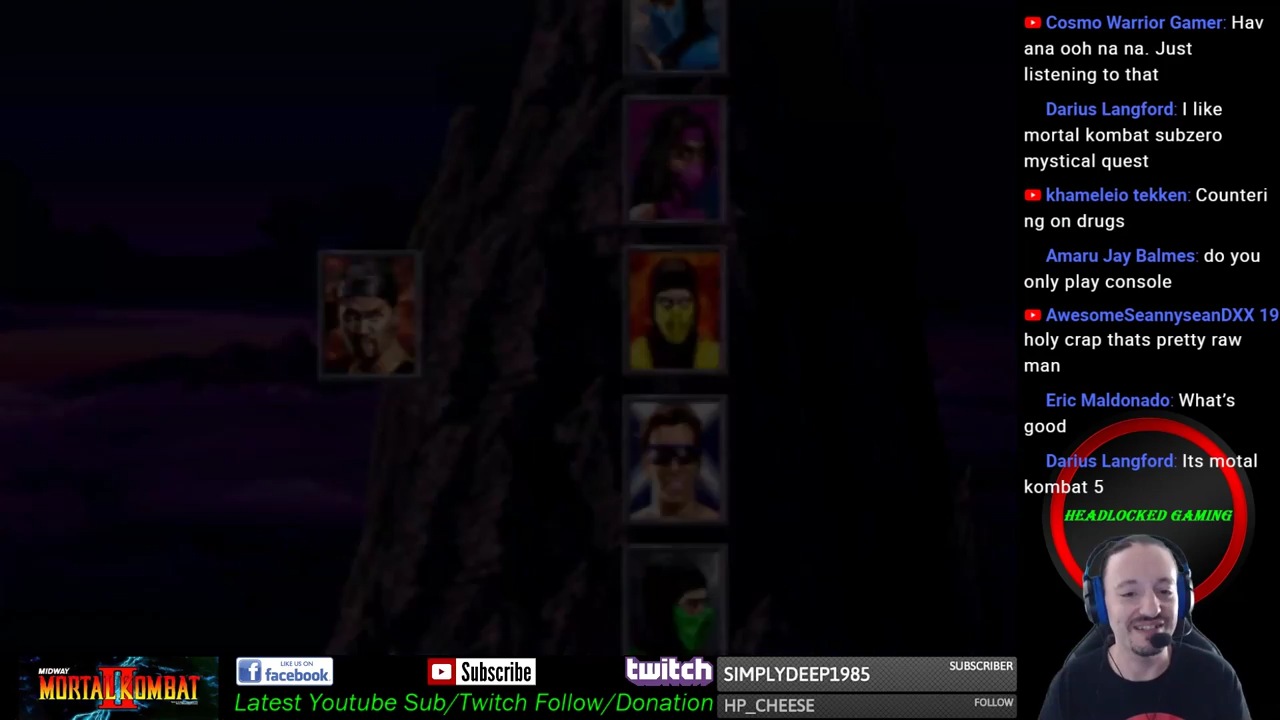 Cosmo Warrior Gamer: Hav
ana ooh na na. Just
listening to that
Darius Langford: I like
mortal kombat subzero
mystical quest
khameleio tekken: Counteri
ng on drugs
Amaru Jay Balmes: do you
only play console
AwesomeSeannyseanDXX 19
holy crap thats pretty raw
man
Eric Maldonado: What's
good
Darius Langford: Its motal
kombat 5
HEADLOCKED GAMING
MIDWAY
MORTAL KOMBAT
II
LIKE US ON
facebook
Subscribe
twitch
SIMPLYDEEP1985
SUBSCRIBER
Latest Youtube Sub/Twitch Follow/Donation
HP_CHEESE
FOLLOW